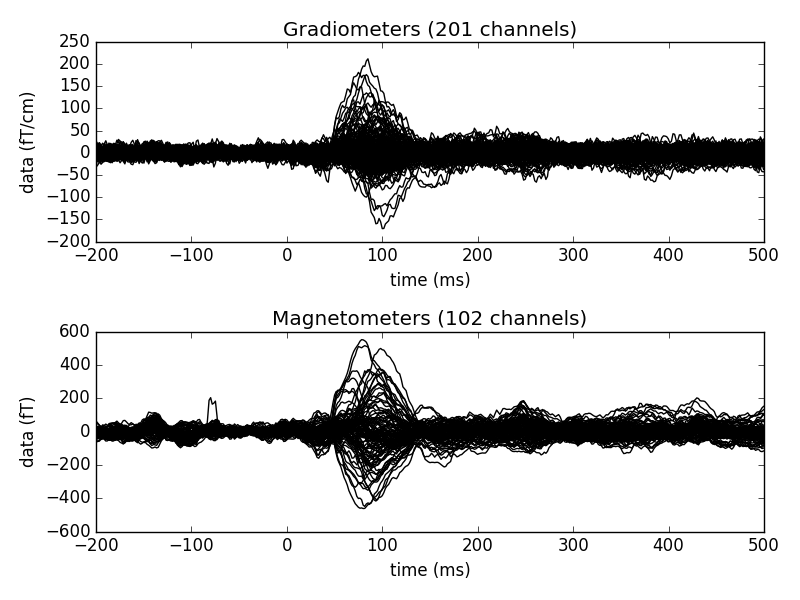 Gradiometers (201 channels)
250
200
150
100
50
0
−50
−100
−150
−200
data (fT/cm)
−200 −100 0 100 200 300 400 500
time (ms)
Magnetometers (102 channels)
600
400
200
0
−200
−400
−600
data (fT)
−200 −100 0 100 200 300 400 500
time (ms)